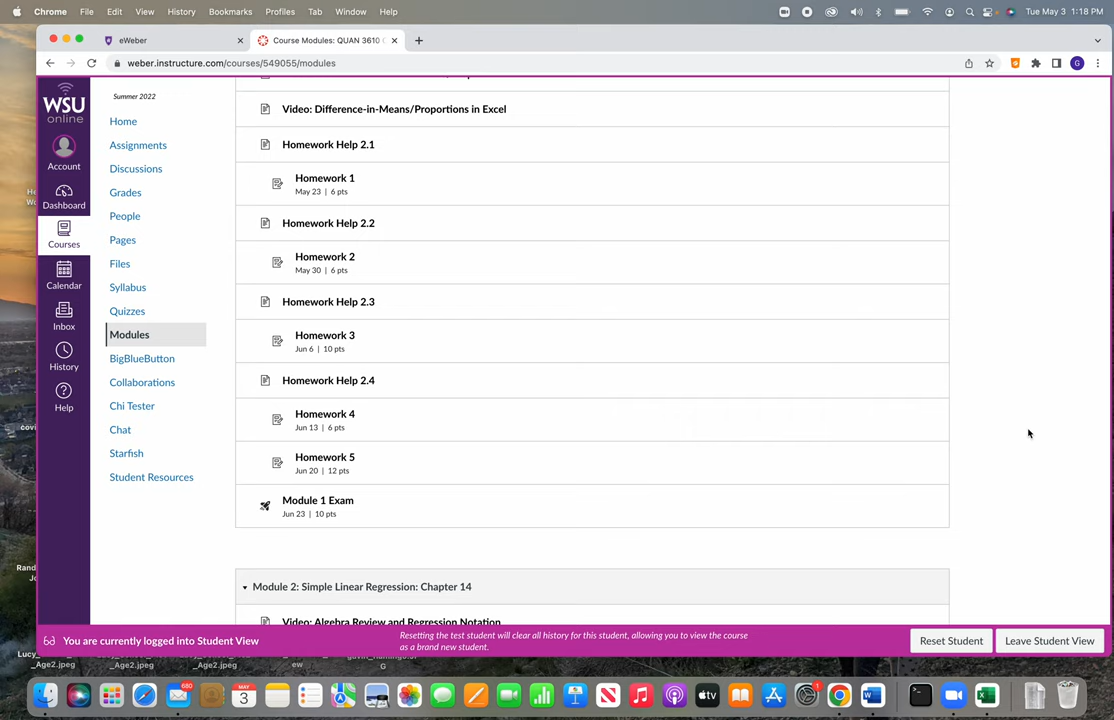 Chrome File Edit View History Bookmarks Profiles Tab Window Help Tue May 3 1:18 PM
eWeber
Course Modules: QUAN 3610
weber.instructure.com/courses/549055/modules
G
WSU
online
Account
Dashboard
Courses
Calendar
Inbox
History
Help
Summer 2022
Home
Assignments
Discussions
Grades
People
Pages
Files
Syllabus
Quizzes
Modules
BigBlueButton
Collaborations
Chi Tester
Chat
Starfish
Student Resources
Video: Difference-in-Means/Proportions in Excel
Homework Help 2.1
Homework 1
May 23 | 6 pts
Homework Help 2.2
Homework 2
May 30 | 6 pts
Homework Help 2.3
Homework 3
Jun 6 | 10 pts
Homework Help 2.4
Homework 4
Jun 13 | 6 pts
Homework 5
Jun 20 | 12 pts
Module 1 Exam
Jun 23 | 10 pts
Module 2: Simple Linear Regression: Chapter 14
Video: Algebra Review and Regression Notation
You are currently logged into Student View
Resetting the test student will clear all history for this student, allowing you to view the course
as a brand new student.
Reset Student
Leave Student View
_Age2.jpeg
_Age2.jpeg
_Age2.jpeg
680
MAY
3
1